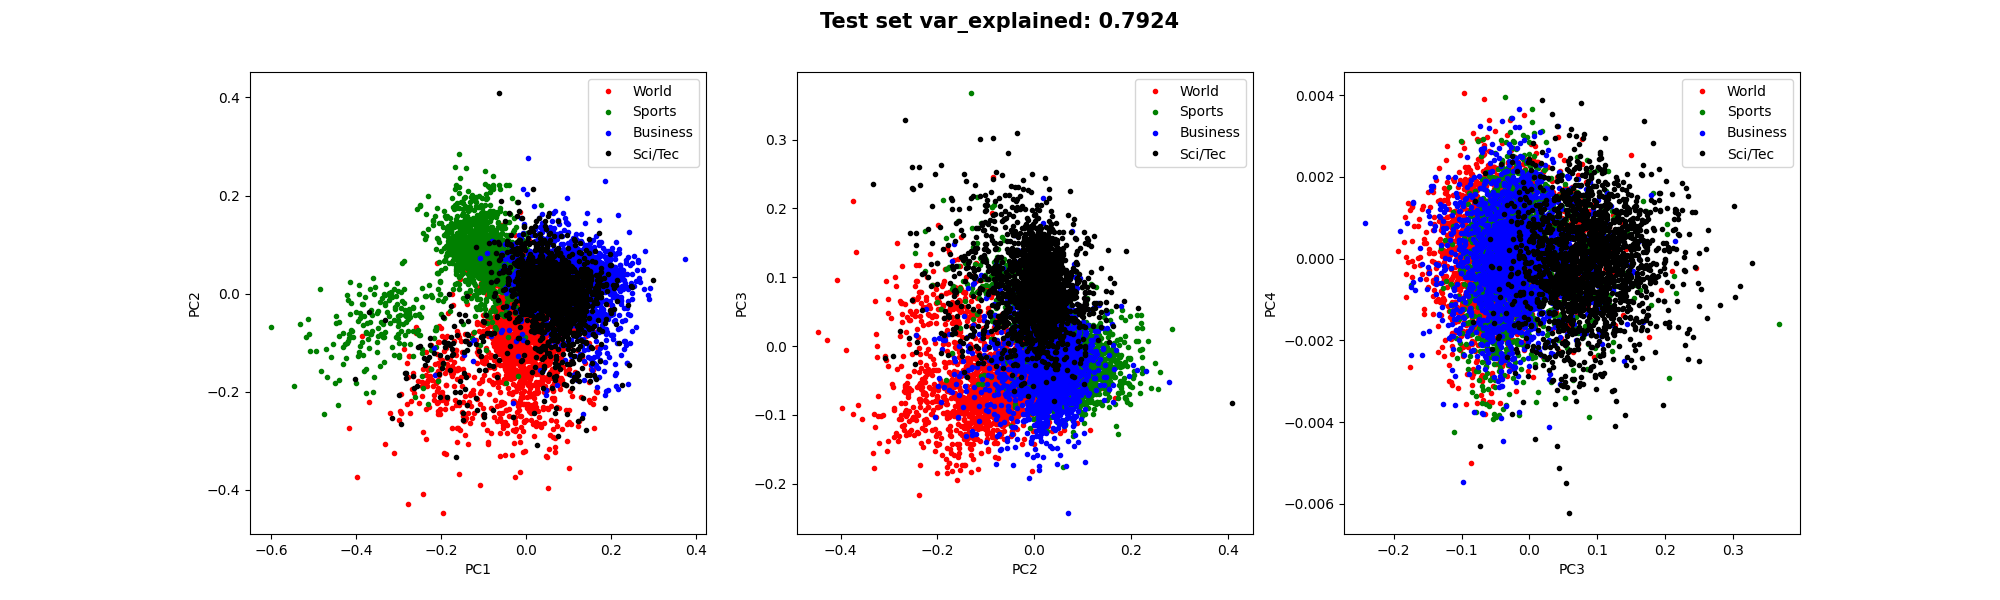 Test set var_explained: 0.7924
World
Sports
Business
Sci/Tec
0.4
0.2
0.0
−0.2
−0.4
PC2
−0.6
−0.4
−0.2
0.0
0.2
0.4
PC1
World
Sports
Business
Sci/Tec
0.3
0.2
0.1
0.0
−0.1
−0.2
PC3
−0.4
−0.2
0.0
0.2
0.4
PC2
World
Sports
Business
Sci/Tec
0.004
0.002
0.000
−0.002
−0.004
−0.006
PC4
−0.2
−0.1
0.0
0.1
0.2
0.3
PC3